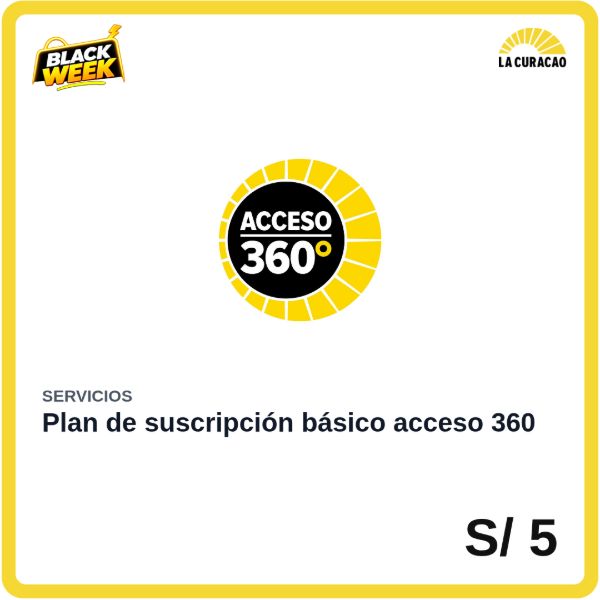 BLACK
WEEK
LA CURACAO
ACCESO
360°
SERVICIOS
Plan de suscripción básico acceso 360
S/ 5